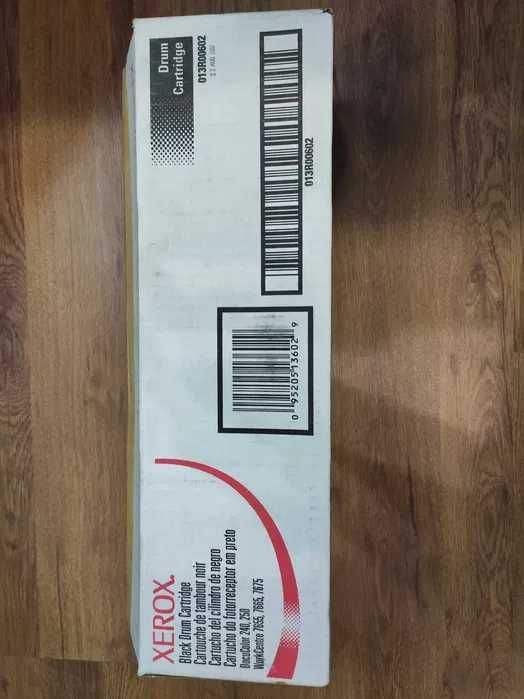 XEROX.
Black Drum Cartridge
Cartouche de tambour noir
Cartucho del cilindro de negro
Cartucho do fotorreceptor em preto
DocuColor 240, 250
WorkCentre 7655, 7665, 7675
0 95205 13602 9
013R00602
Drum
Cartridge
013R00602